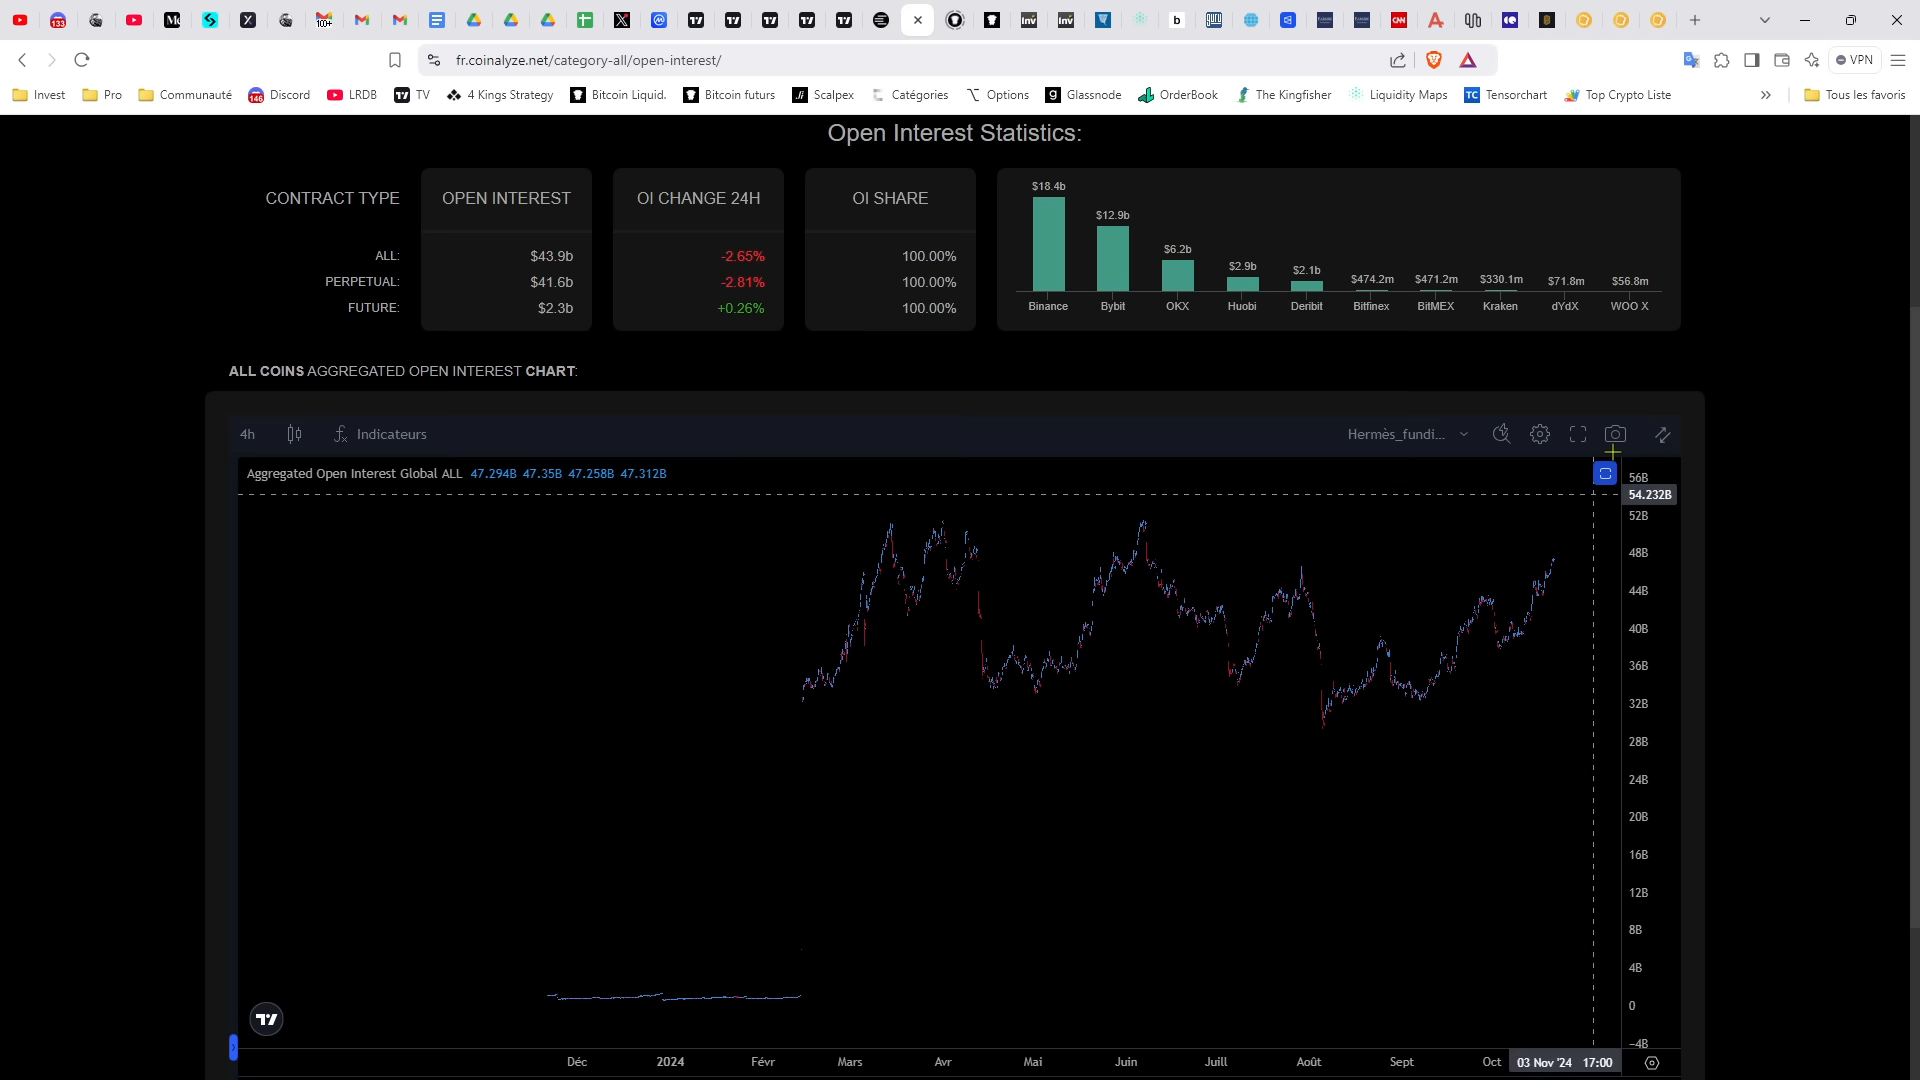 133
100+
fr.coinalyze.net/category-all/open-interest/
VPN
Invest
Pro
Communauté
146
Discord
LRDB
TV
4 Kings Strategy
Bitcoin Liquid.
Bitcoin futurs
Scalpex
Catégories
Options
Glassnode
OrderBook
The Kingfisher
Liquidity Maps
TC
Tensorchart
Top Crypto Liste
Tous les favoris
Open Interest Statistics:
CONTRACT TYPE OPEN INTEREST OI CHANGE 24H OI SHARE
ALL: $43.9b -2.65% 100.00%
PERPETUAL: $41.6b -2.81% 100.00%
FUTURE: $2.3b +0.26% 100.00%
$18.4b $12.9b $6.2b $2.9b $2.1b $474.2m $471.2m $330.1m $71.8m $56.8m
Binance Bybit OKX Huobi Deribit Bitfinex BitMEX Kraken dYdX WOO X
ALL COINS AGGREGATED OPEN INTEREST CHART:
4h Indicateurs Hermès_fundi...
Aggregated Open Interest Global ALL 47.294B 47.35B 47.258B 47.312B
56B
54.232B
52B
48B
44B
40B
36B
32B
28B
24B
20B
16B
12B
8B
4B
0
−4B
Déc 2024 Févr Mars Avr Mai Juin Juill Août Sept Oct 03 Nov '24 17:00